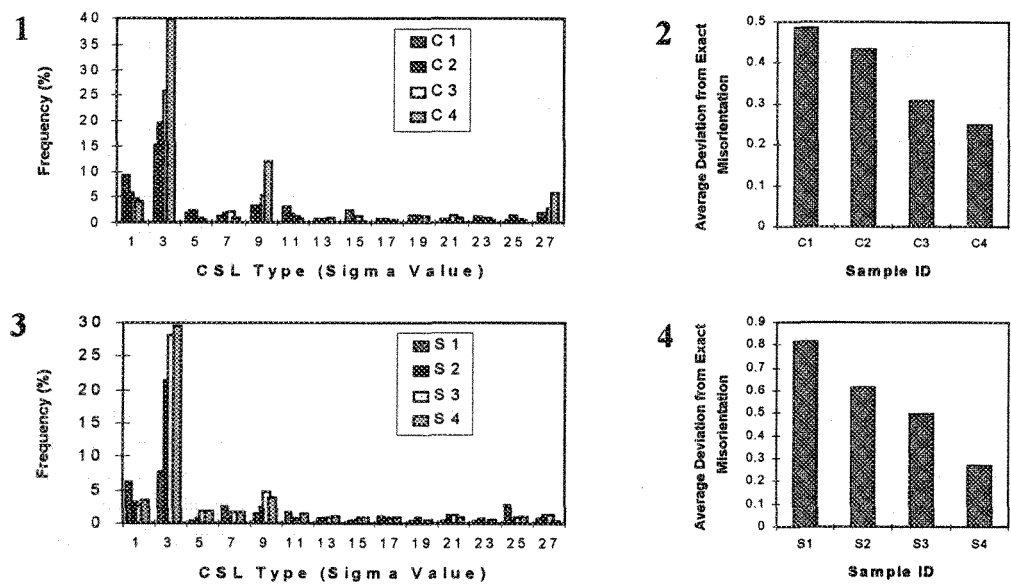 1
40
35
30
25
20
15
10
5
0
Frequency (%)
C 1
C 2
C 3
C 4
1 3 5 7 9 11 13 15 17 19 21 23 25 27
CSL Type (Sigma Value)
2
0.5
0.4
0.3
0.2
0.1
0
Average Deviation from Exact
Misorientation
C1 C2 C3 C4
Sample ID
3
30
25
20
15
10
5
0
Frequency (%)
S 1
S 2
S 3
S 4
1 3 5 7 9 11 13 15 17 19 21 23 25 27
CSL Type (Sigma Value)
4
0.9
0.8
0.7
0.6
0.5
0.4
0.3
0.2
0.1
0
Average Deviation from Exact
Misorientation
S1 S2 S3 S4
Sample ID